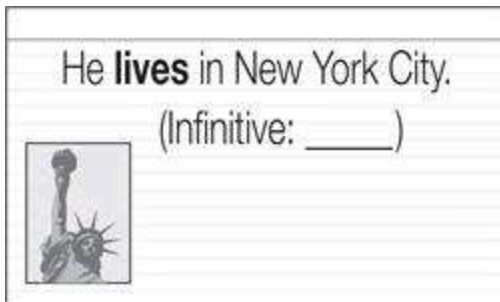 He lives in New York City.
(Infinitive: _____)